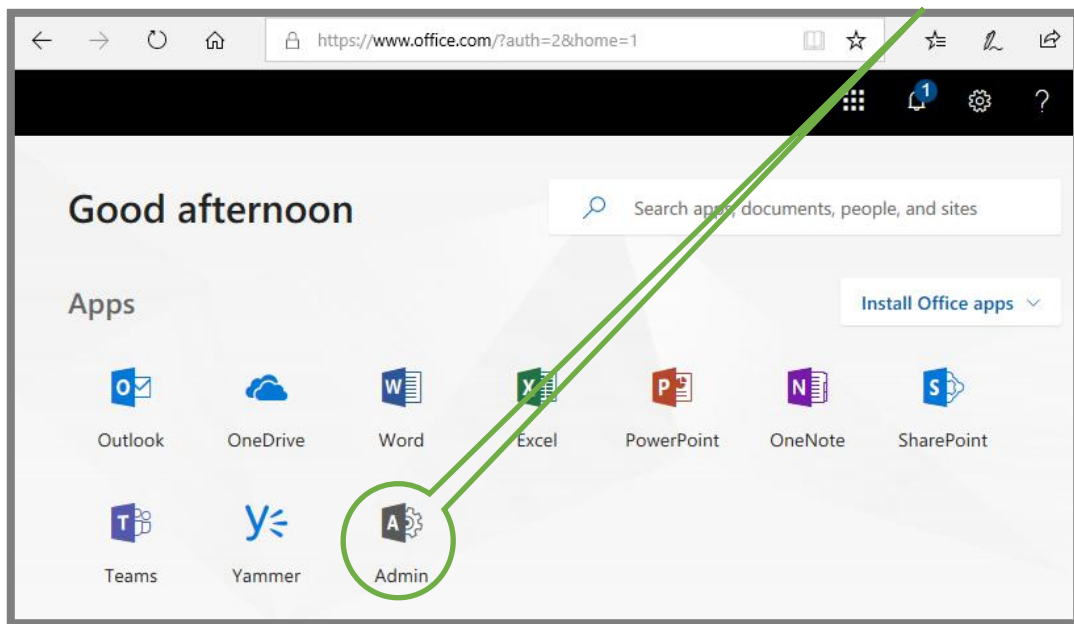 https://www.office.com/?auth=2&home=1
1
?
Good afternoon
Search apps, documents, people, and sites
Apps
Install Office apps
Outlook OneDrive Word Excel PowerPoint OneNote SharePoint
Teams Yammer Admin